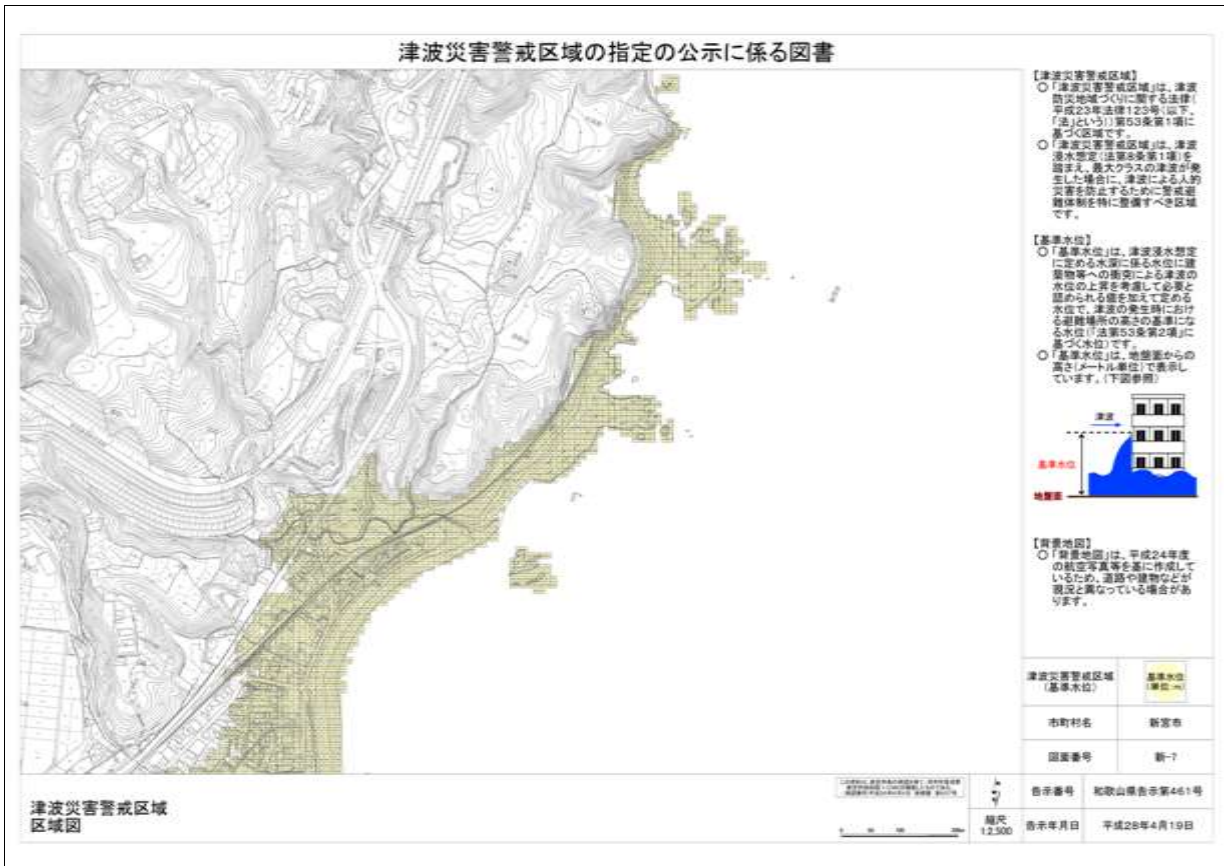 津波災害警戒区域の指定の公示に係る図書
【津波災害警戒区域】
○「津波災害警戒区域」は、津波
防災地域づくりに関する法律(
平成23年法律123号(以下、
「法」という))第53条第1項に
基づく区域です。
○「津波災害警戒区域」は、津波
浸水想定(法第8条第1項)を
踏まえ、最大クラスの津波が発
生した場合に、津波による人的
災害を防止するために警戒避
難体制を特に整備すべき区域
です。
【基準水位】
○「基準水位」は、津波浸水想定
に定める水深に係る水位に建
築物等への衝突による津波の
水位の上昇を考慮して必要と
認められる値を加えて定める
水位で、津波の発生時におけ
る避難場所の高さの基準にな
る水位(「法第53条第2項」に
基づく水位)です。
○「基準水位」は、地盤面からの
高さ(メートル単位)で表示し
ています。(下図参照)
津波
基準水位
地盤面
【背景地図】
○「背景地図」は、平成24年度
の航空写真等を基に作成して
いるため、道路や建物などが
現況と異なっている場合があ
ります。
津波災害警戒区域
(基準水位)
基準水位
(単位:m)
市町村名
新宮市
図面番号
新-7
告示番号
和歌山県告示第461号
縮尺
1:2,500
告示年月日
平成28年4月19日
津波災害警戒区域
区域図